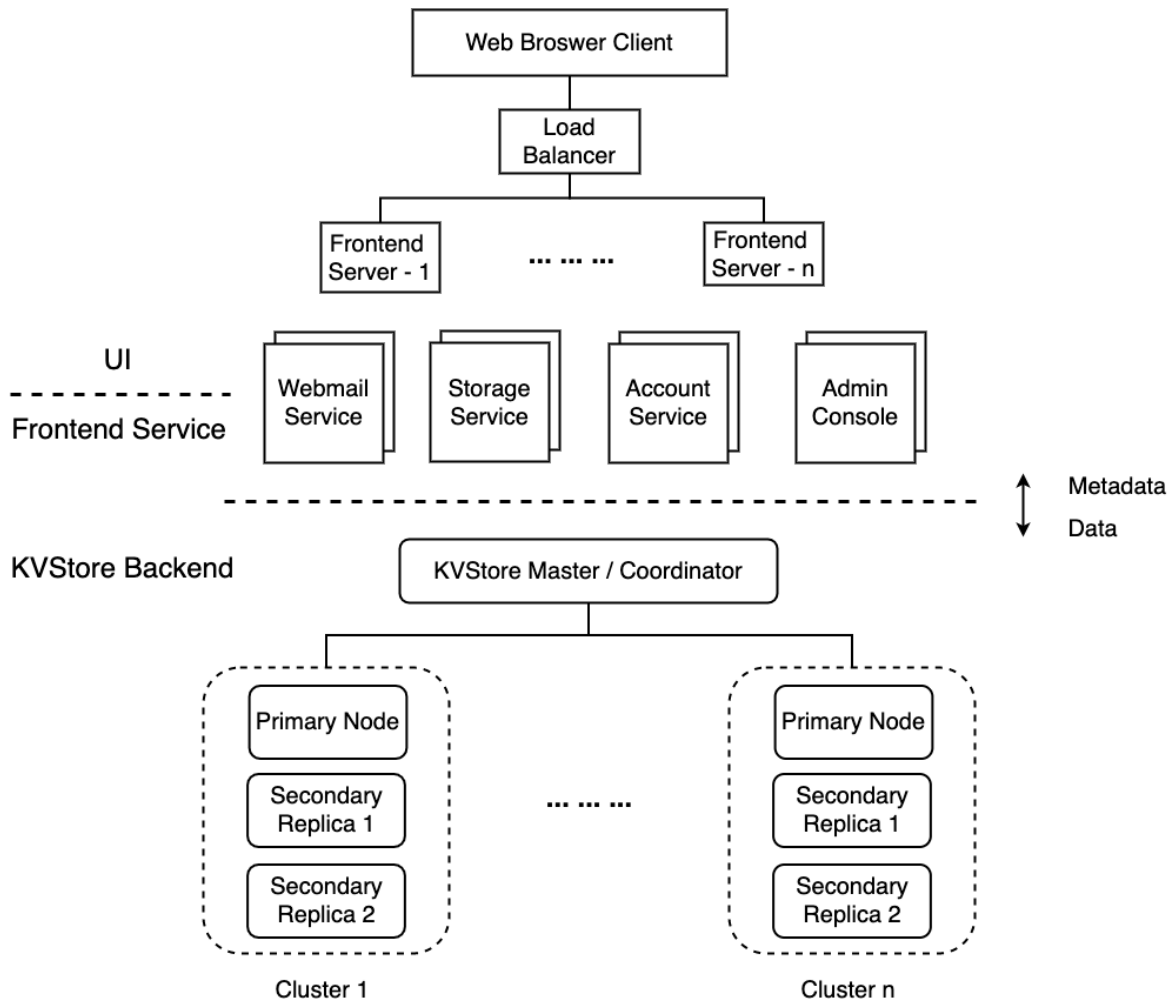 Web Broswer Client
Load
Balancer
Frontend
Server - 1
... ... ...
Frontend
Server - n
UI
Frontend Service
Webmail
Service
Storage
Service
Account
Service
Admin
Console
Metadata
Data
KVStore Backend
KVStore Master / Coordinator
Primary Node
Secondary
Replica 1
Secondary
Replica 2
Cluster 1
... ... ...
Primary Node
Secondary
Replica 1
Secondary
Replica 2
Cluster n